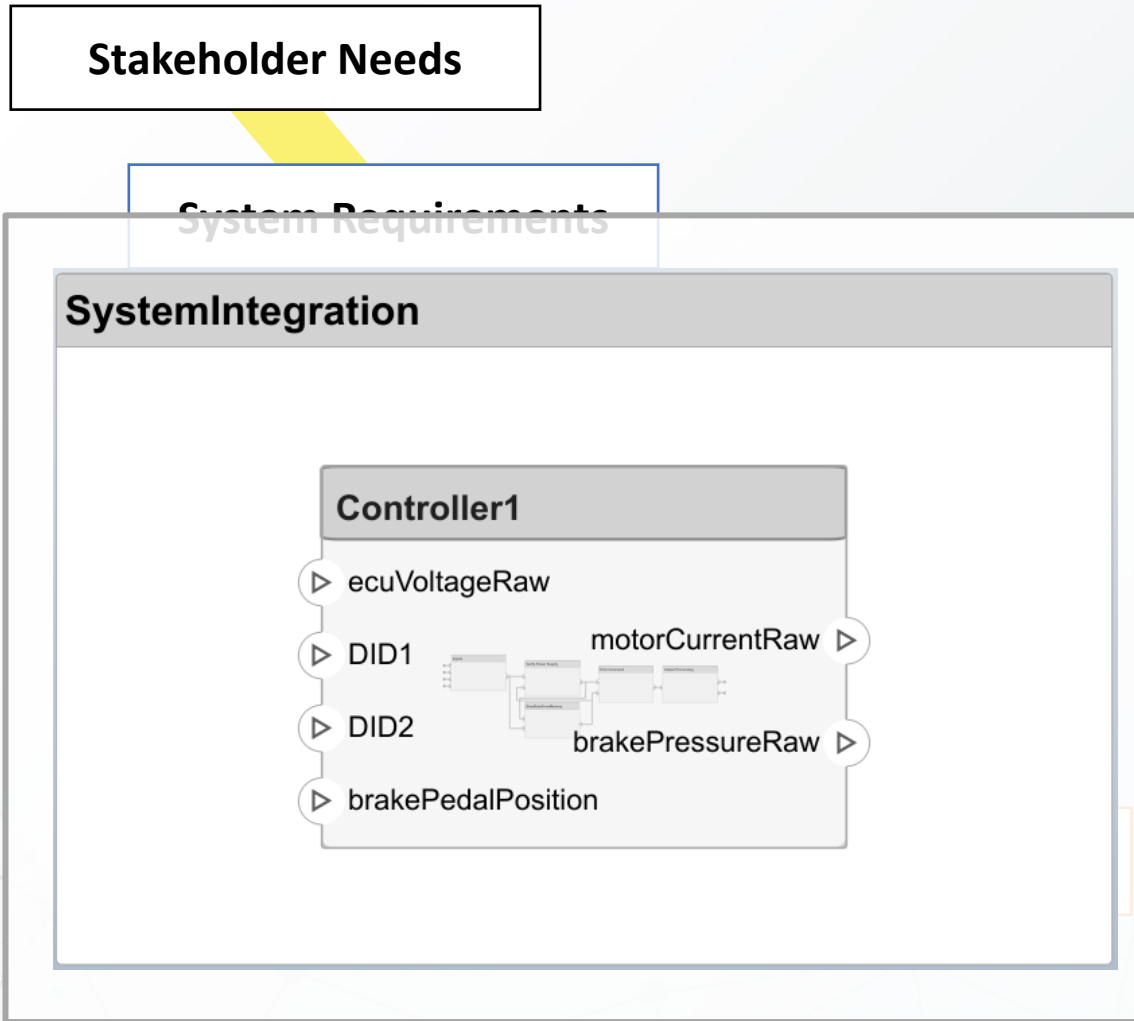 Stakeholder Needs
System Requirements
SystemIntegration
Controller1
ecuVoltageRaw
motorCurrentRaw
DID1
DID2
brakePressureRaw
brakePedalPosition